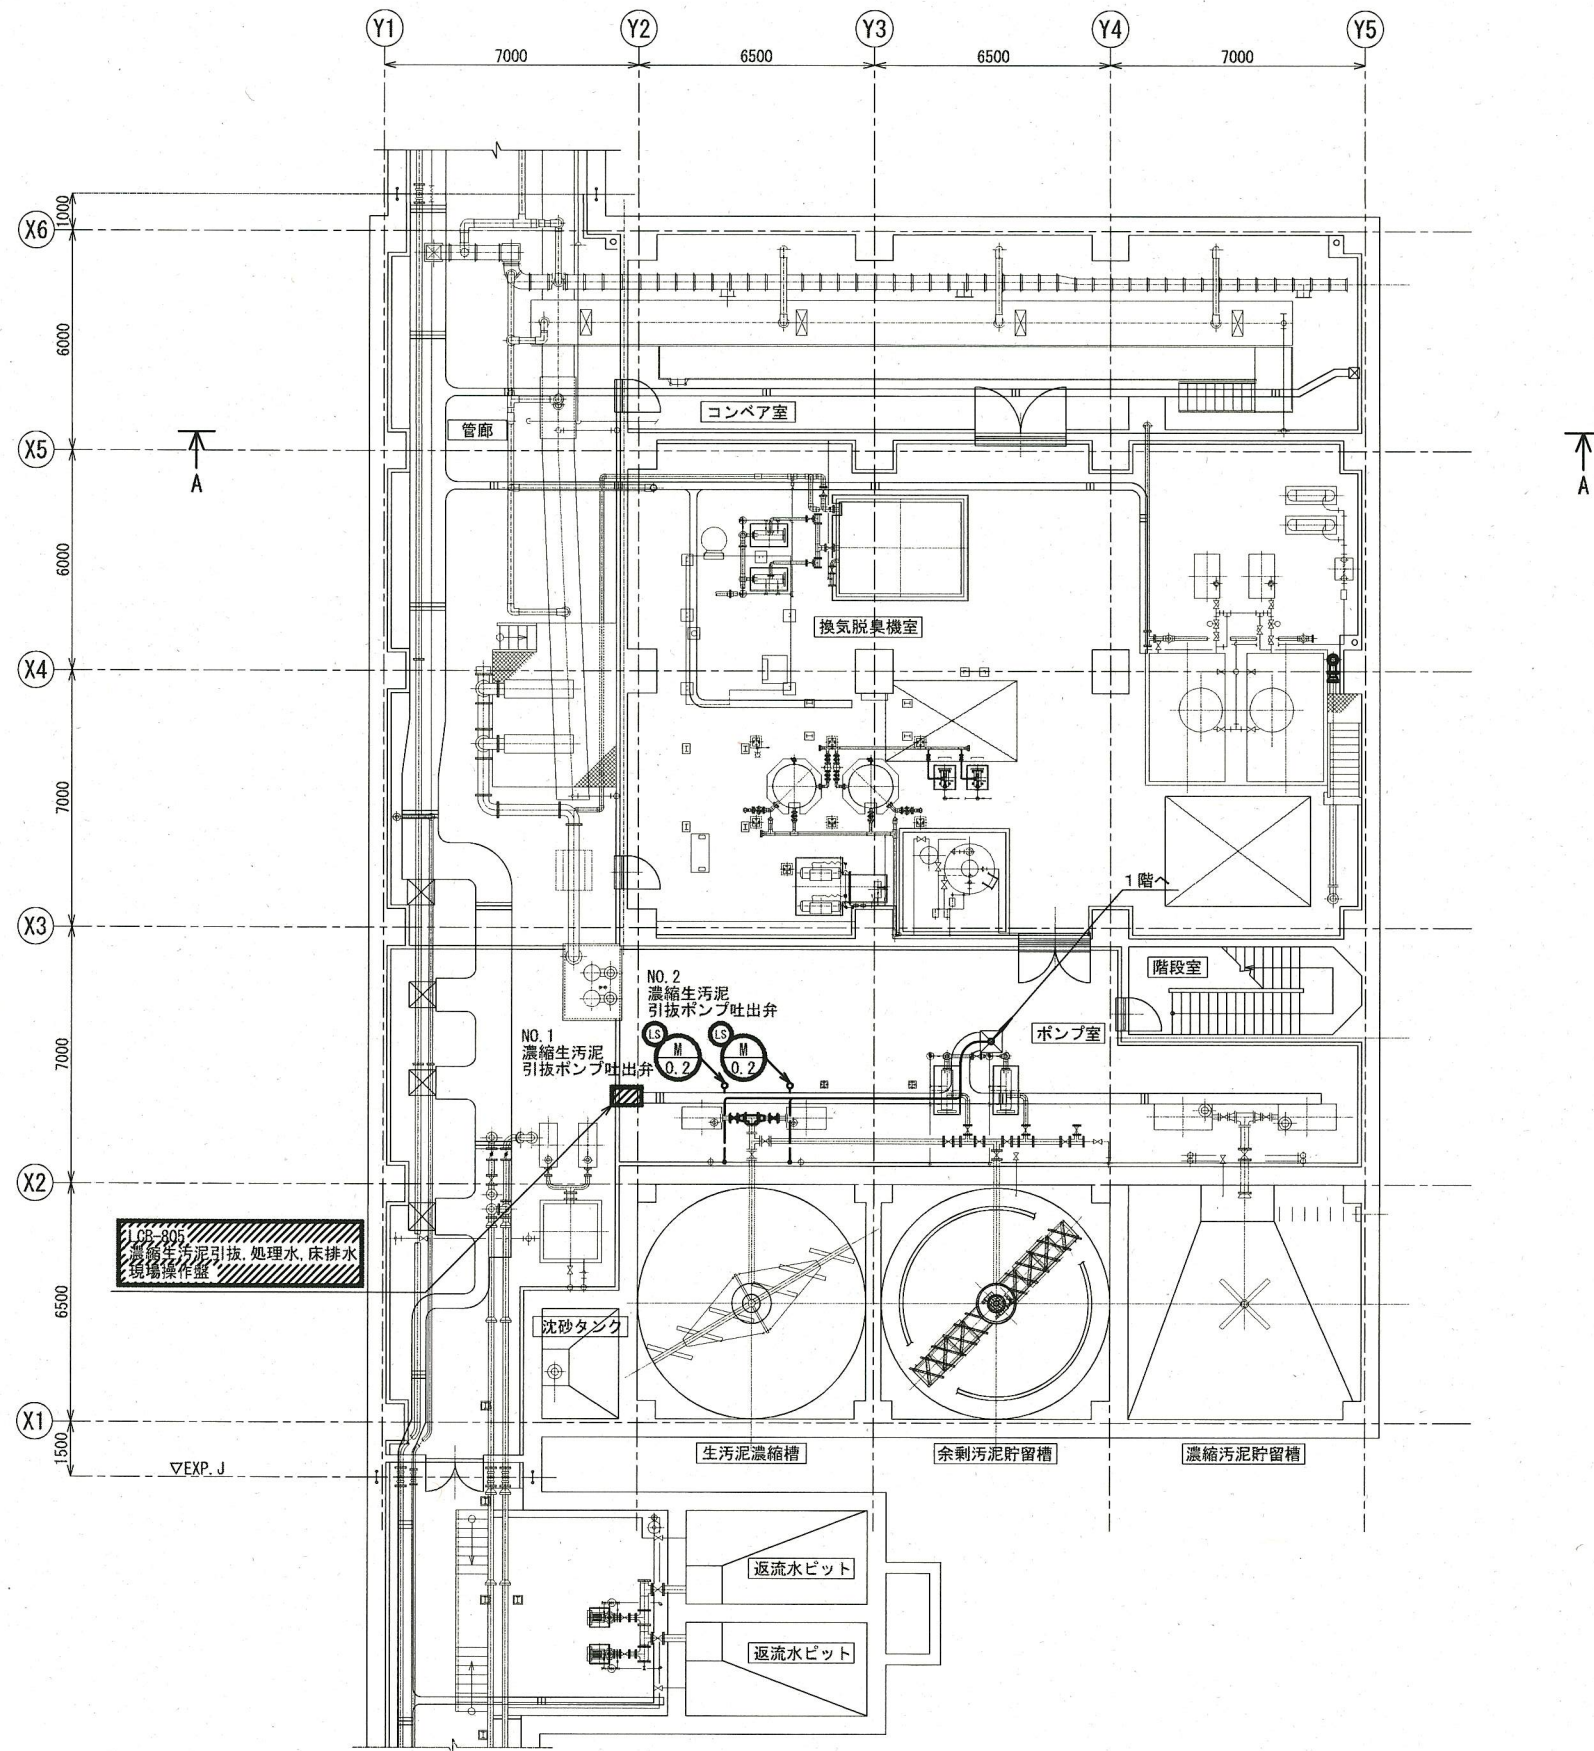 Y1
Y2
Y3
Y4
Y5
7000
6500
6500
7000
1000
X6
6000
コンベア室
管廊
X5
A
A
6000
換気脱臭機室
X4
7000
1階へ
X3
階段室
NO.2
濃縮生汚泥
引抜ポンプ吐出弁
NO.1
濃縮生汚泥
引抜ポンプ吐出弁
LS
M
0.2
LS
M
0.2
ポンプ室
7000
X2
LCB-805
濃縮生汚泥引抜,処理水,床排水
現場操作盤
6500
沈砂タンク
X1
1500
生汚泥濃縮槽
余剰汚泥貯留槽
濃縮汚泥貯留槽
▽EXP.J
返流水ピット
返流水ピット